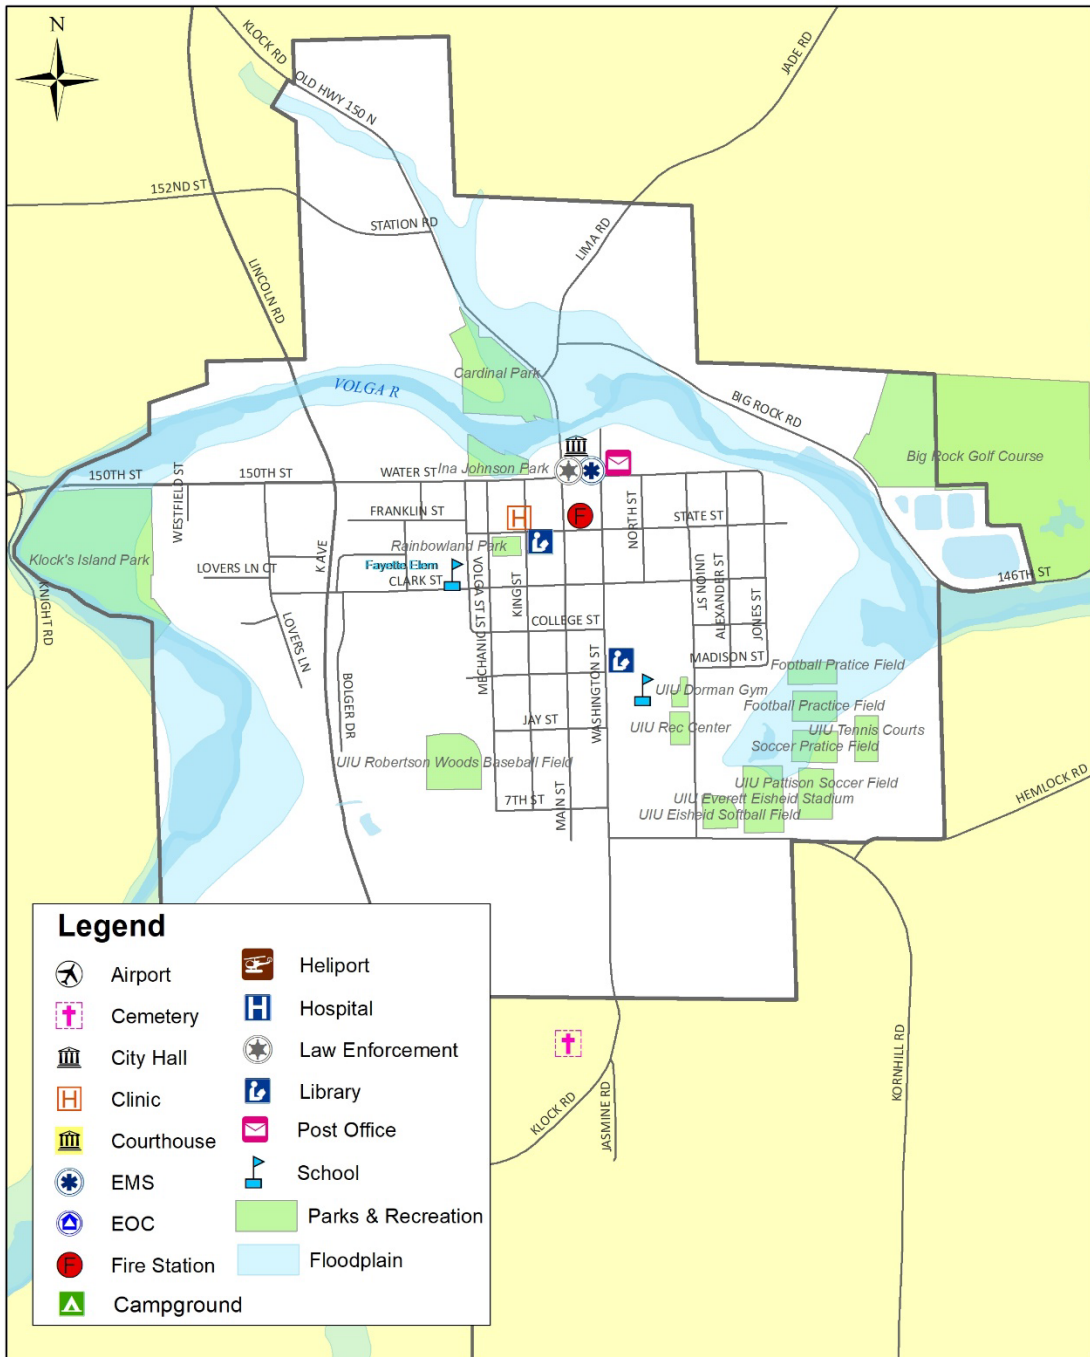 N
KLOCK RD
OLD HWY 150 N
JADE RD
152ND ST
STATION RD
LIMA RD
LINCOLN RD
Cardinal Park
VOLGA R
BIG ROCK RD
Big Rock Golf Course
150TH ST
150TH ST
WATER ST
Ina Johnson Park
WESTFIELD ST
FRANKLIN ST
H
F
STATE ST
NORTH ST
K AVE
Rainbowland Park
Klock's Island Park
LOVERS LN CT
Fayette Elem
CLARK ST
VOLGA ST
KING ST
UNION ST
ALEXANDER ST
JONES ST
146TH ST
KNIGHT RD
LOVERS LN
COLLEGE ST
MECHANIC ST
WASHINGTON ST
MADISON ST
BOLGER DR
Football Pratice Field
UIU Dorman Gym
Football Practice Field
JAY ST
UIU Rec Center
UIU Tennis Courts
Soccer Pratice Field
UIU Robertson Woods Baseball Field
UIU Pattison Soccer Field
7TH ST
MAIN ST
UIU Everett Eisheid Stadium
UIU Eisheid Softball Field
HEMLOCK RD
KORNHILL RD
KLOCK RD
JASMINE RD
Legend
Airport
Cemetery
City Hall
H Clinic
Courthouse
EMS
EOC
F Fire Station
Campground
Heliport
H Hospital
Law Enforcement
Library
Post Office
School
Parks & Recreation
Floodplain